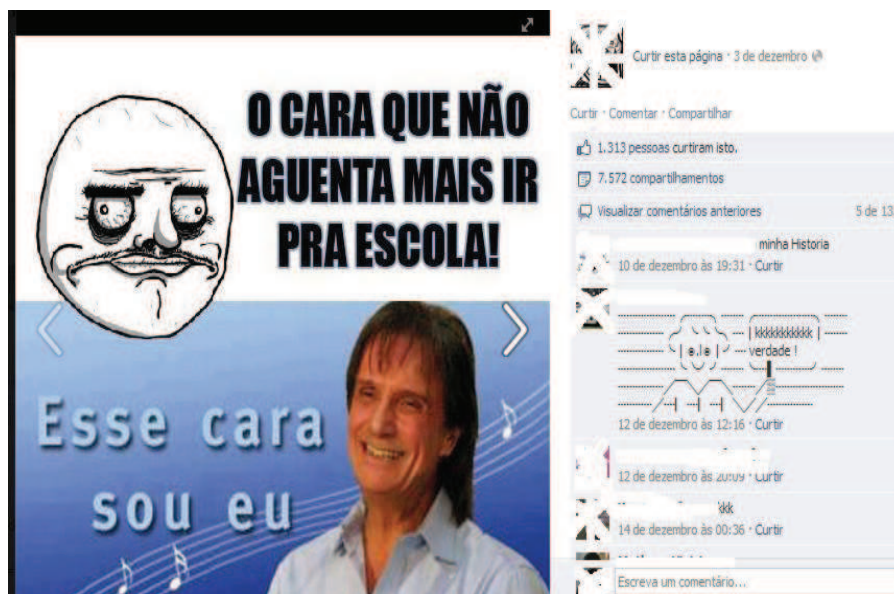 O CARA QUE NÃO
AGUENTA MAIS IR
PRA ESCOLA!
Esse cara
sou eu
Curtir esta página · 3 de dezembro
Curtir · Comentar · Compartilhar
1.313 pessoas curtiram isto.
7.572 compartilhamentos
Visualizar comentários anteriores 5 de 13
minha Historia
10 de dezembro às 19:31 · Curtir
kkkkkkkkkkk
verdade !
12 de dezembro às 12:16 · Curtir
12 de dezembro às 20:09 · Curtir
kkk
14 de dezembro às 00:36 · Curtir
Escreva um comentário...